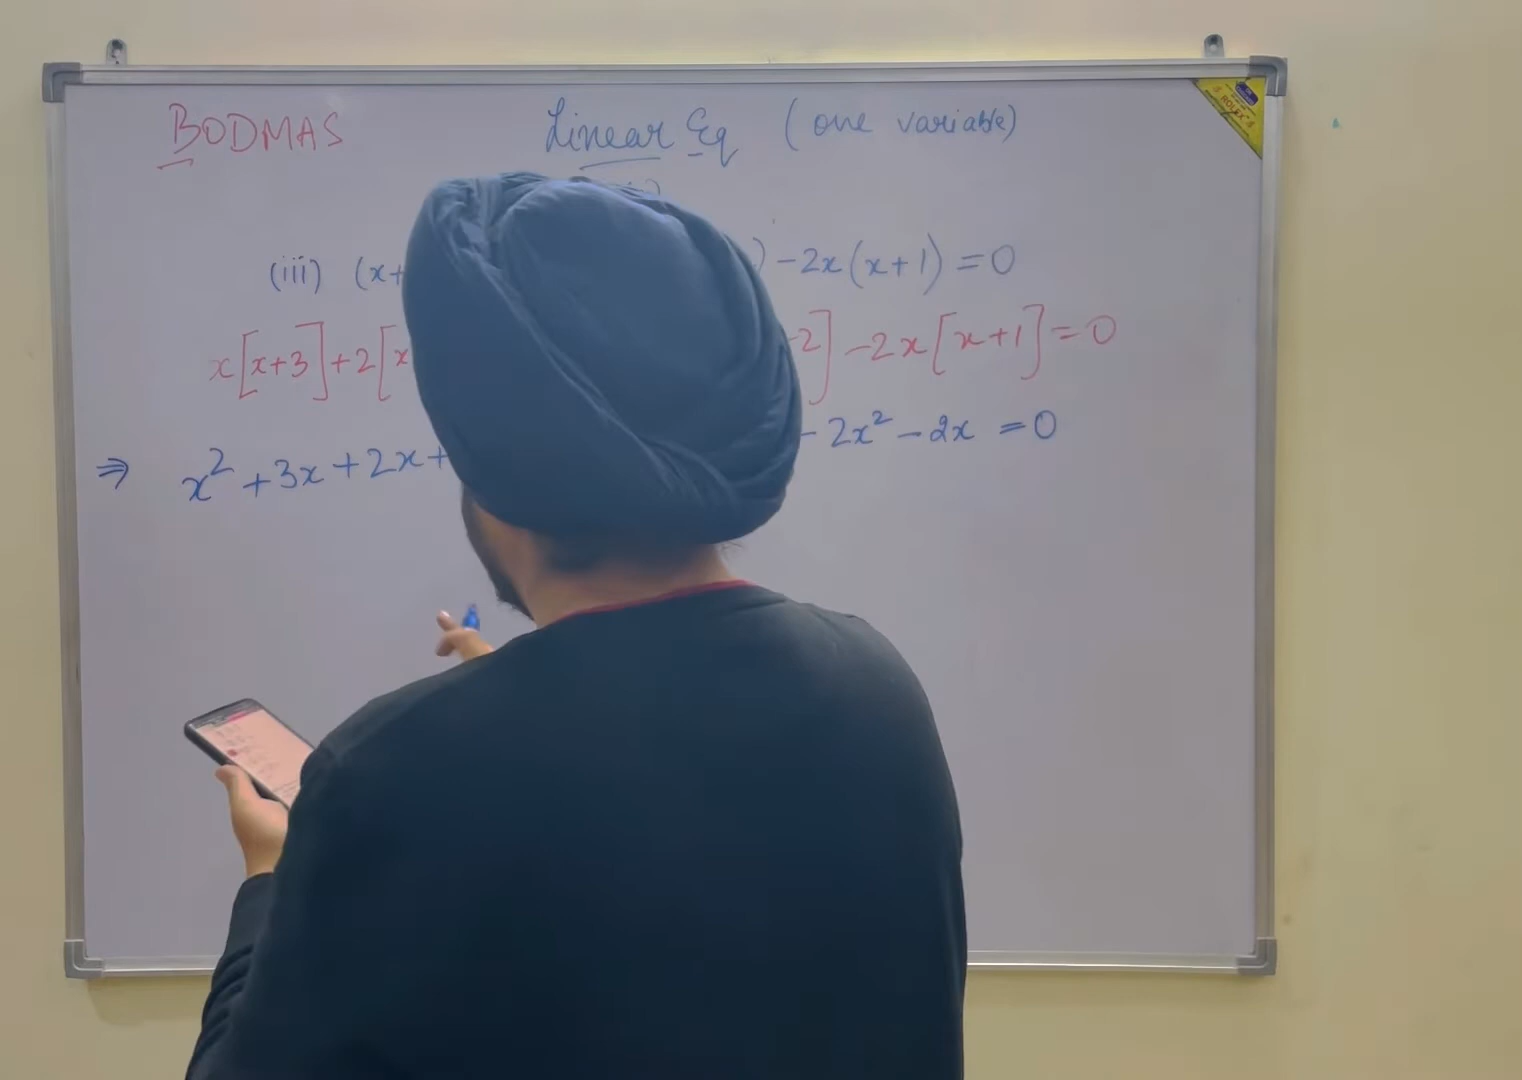 BODMAS Linear Eq (one variable)
(iii) (x+ ) -2x(x+1) =0
x[x+3]+2[x -2] -2x[x+1]=0
⇒ x² +3x +2x+ - 2x² - 2x =0
ROLEX